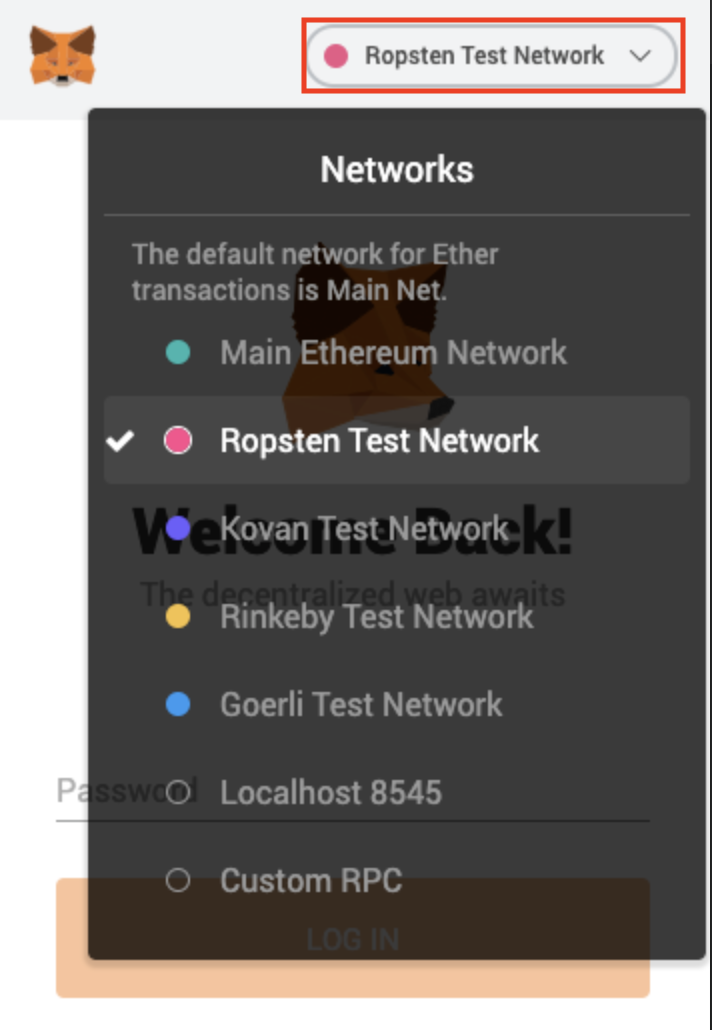 Ropsten Test Network
Networks
The default network for Ether
transactions is Main Net.
Main Ethereum Network
Ropsten Test Network
Welcome Back!
Kovan Test Network
The decentralized web awaits
Rinkeby Test Network
Goerli Test Network
Password
Localhost 8545
Custom RPC
LOG IN